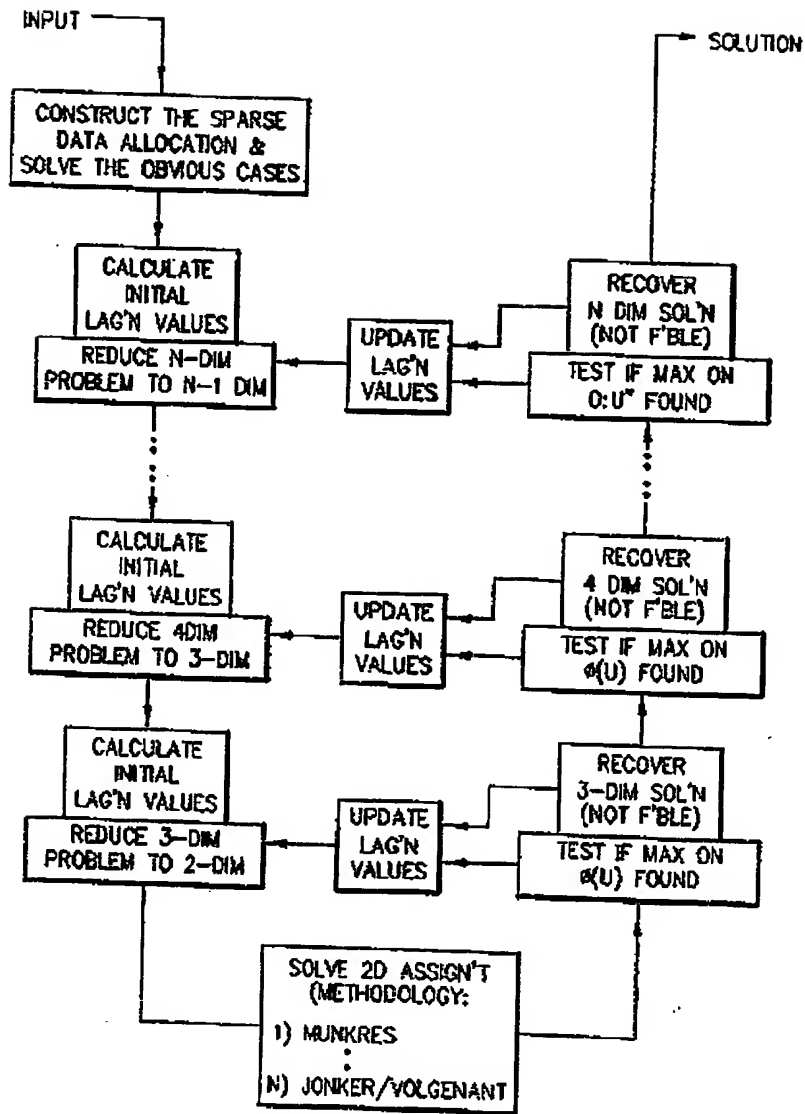 INPUT
SOLUTION
CONSTRUCT THE SPARSE
DATA ALLOCATION &
SOLVE THE OBVIOUS CASES
CALCULATE
INITIAL
LAG'N VALUES
REDUCE N-DIM
PROBLEM TO N-1 DIM
UPDATE
LAG'N
VALUES
RECOVER
N DIM SOL'N
(NOT F'BLE)
TEST IF MAX ON
O:U" FOUND
CALCULATE
INITIAL
LAG'N VALUES
REDUCE 4DIM
PROBLEM TO 3-DIM
UPDATE
LAG'N
VALUES
RECOVER
4 DIM SOL'N
(NOT F'BLE)
TEST IF MAX ON
ø(U) FOUND
CALCULATE
INITIAL
LAG'N VALUES
REDUCE 3-DIM
PROBLEM TO 2-DIM
UPDATE
LAG'N
VALUES
RECOVER
3-DIM SOL'N
(NOT F'BLE)
TEST IF MAX ON
ø(U) FOUND
SOLVE 2D ASSIGN'T
(METHODOLOGY:
1) MUNKRES
N) JONKER/VOLGENANT